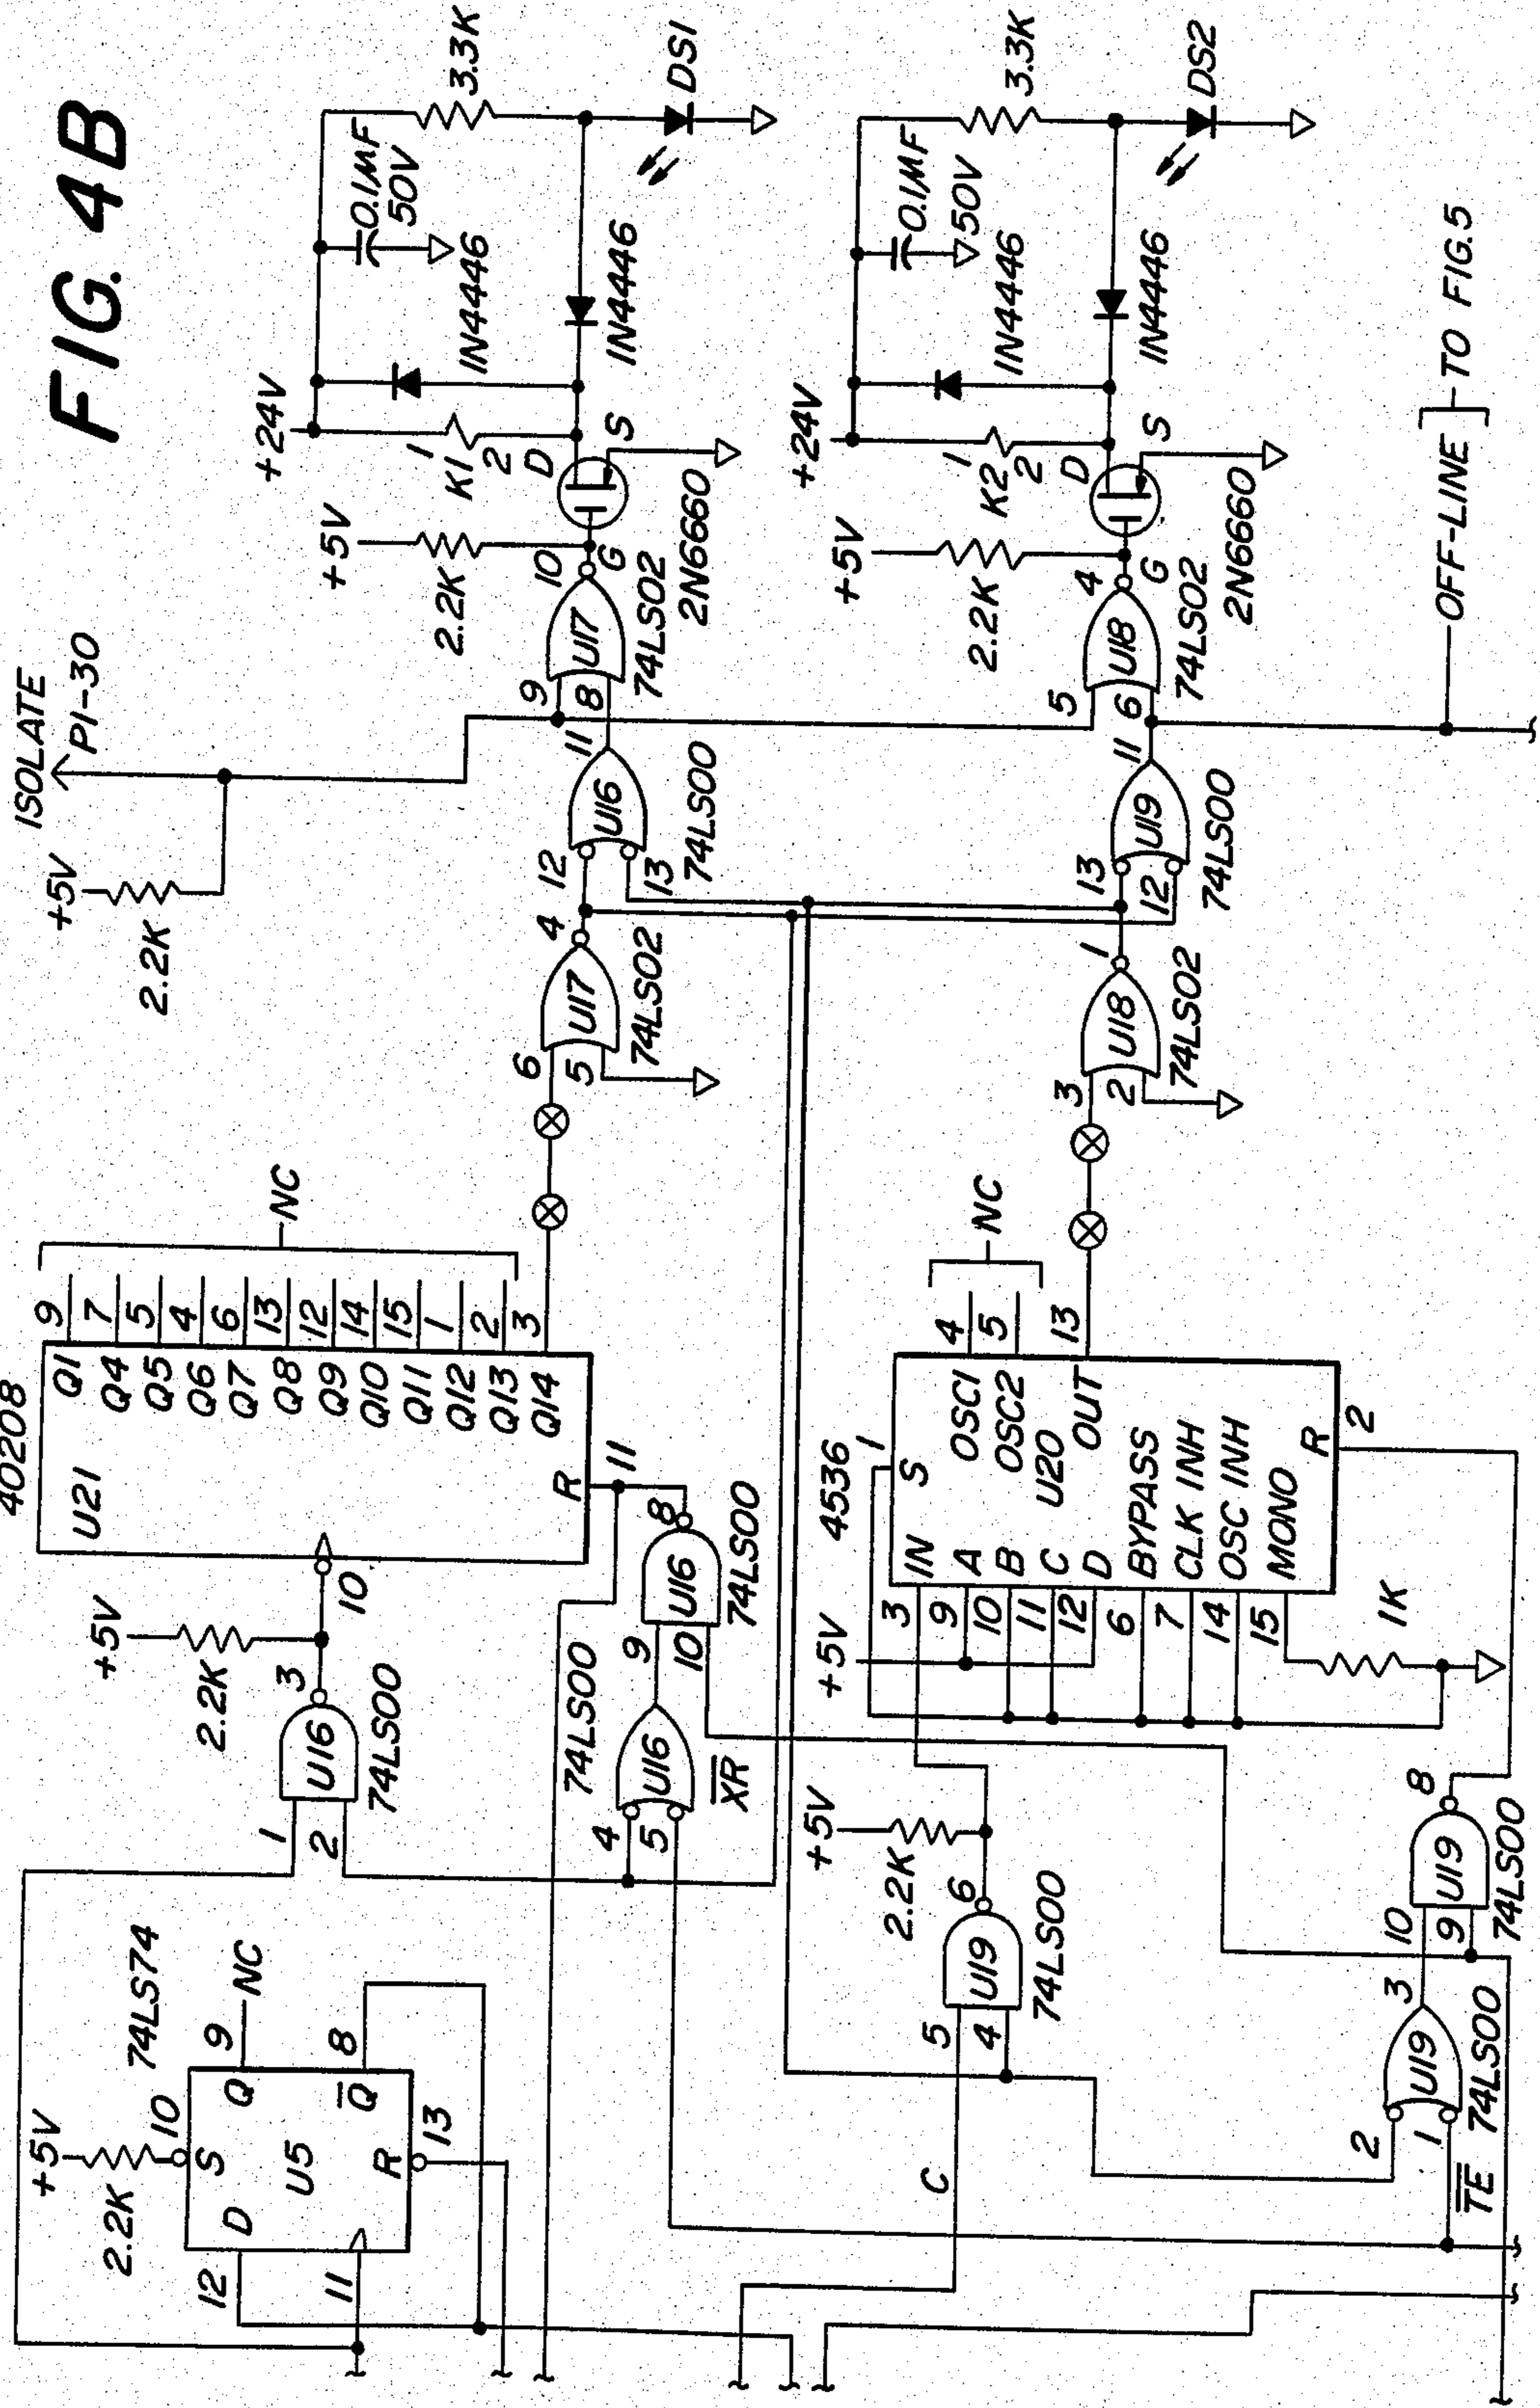 FIG. 4B
ISOLATE
P1-30
+5V
2.2K
+5V
2.2K
+24V
K1
1
2
D
S
G
0.1MF
50V
3.3K
1N4446
1N4446
DS1
2N6660
9
8
10
U17
74LS02
12
13
11
U16
74LS00
6
5
4
U17
74LS02
40208
U21
Q1
Q4
Q5
Q6
Q7
Q8
Q9
Q10
Q11
Q12
Q13
Q14
9
7
5
4
6
13
12
14
15
1
2
3
NC
R
11
10
+5V
2.2K
1
2
3
U16
74LS00
9
10
8
U16
74LS00
74LS00
4
5
U16
XR
74LS74
+5V
2.2K
10
S
D
Q
Q
U5
R
9
NC
8
12
11
13
+5V
2.2K
+24V
K2
1
2
D
S
G
0.1MF
50V
3.3K
1N4446
1N4446
DS2
2N6660
5
6
4
U18
74LS02
13
12
11
U19
74LS00
3
2
1
U18
74LS02
OFF-LINE
TO FIG.5
4536
1
S
IN
A
B
C
D
BYPASS
CLK INH
OSC INH
MONO
OSC1
OSC2
U20
OUT
R
4
5
13
NC
2
3
9
10
11
12
6
7
14
15
+5V
1K
+5V
2.2K
5
4
6
U19
74LS00
C
10
9
8
U19
74LS00
2
1
3
U19
74LS00
TE